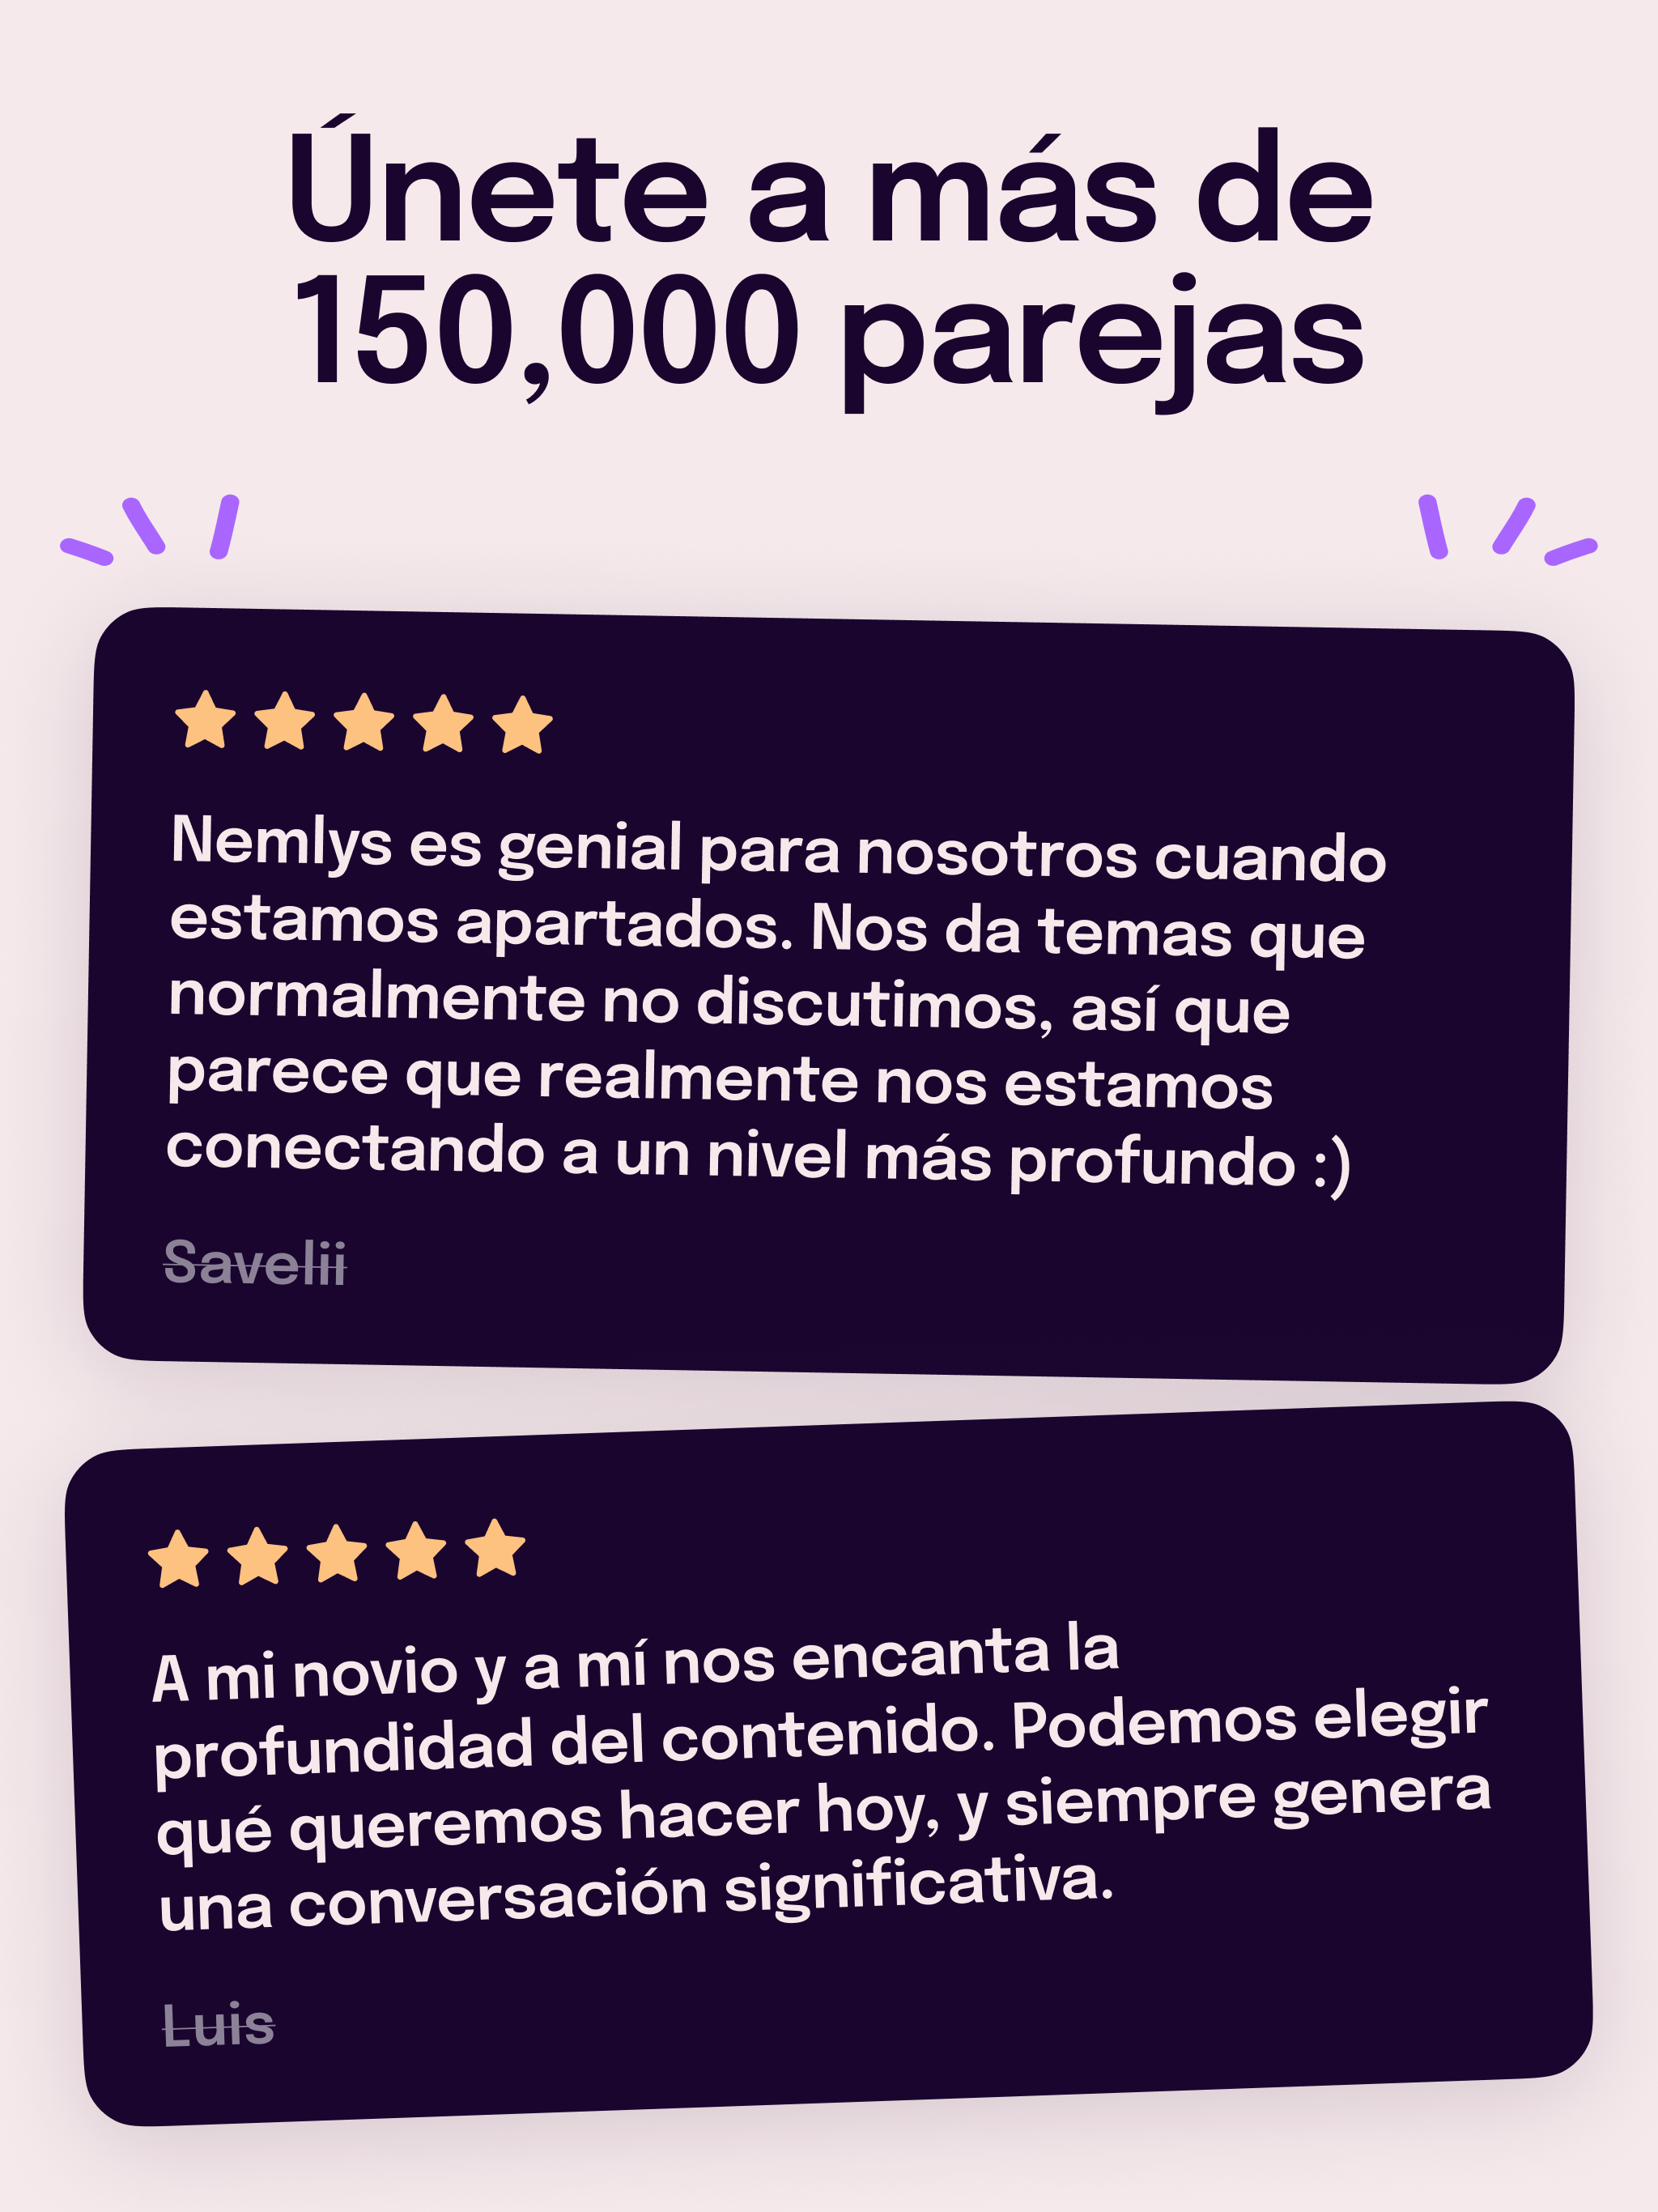 Únete a más de
150,000 parejas
Nemlys es genial para nosotros cuando
estamos apartados. Nos da temas que
normalmente no discutimos, así que
parece que realmente nos estamos
conectando a un nivel más profundo :)
Savelii
A mi novio y a mí nos encanta la
profundidad del contenido. Podemos elegir
qué queremos hacer hoy, y siempre genera
una conversación significativa.
Luis